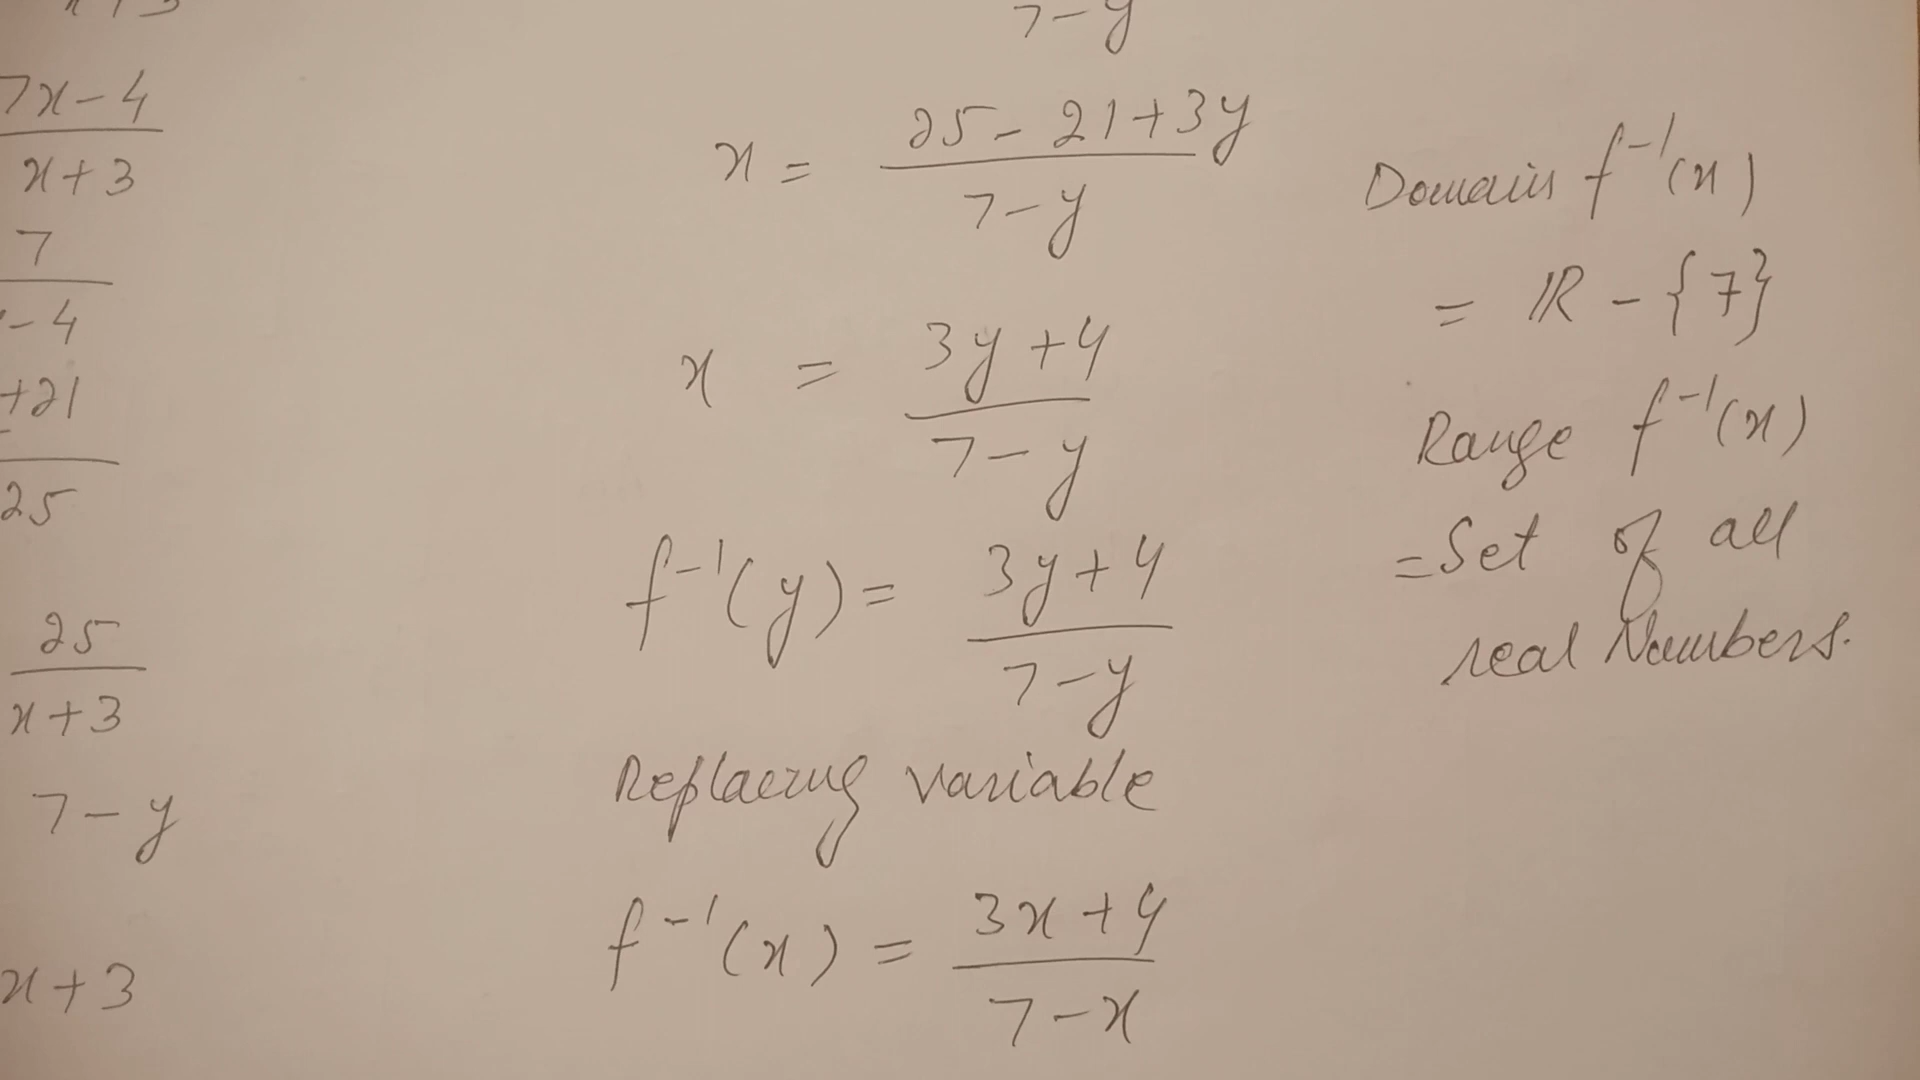 7x-4
x+3
7
-4
+21
25
25
x+3
7-y
x+3
7-y
x = 25-21+3y
7-y
x = 3y+4
7-y
f⁻¹(y) = 3y+4
7-y
Replacing variable
f⁻¹(x) = 3x+4
7-x
Domain f⁻¹(x)
= ℝ - {7}
Range f⁻¹(x)
= Set of all
real Numbers.